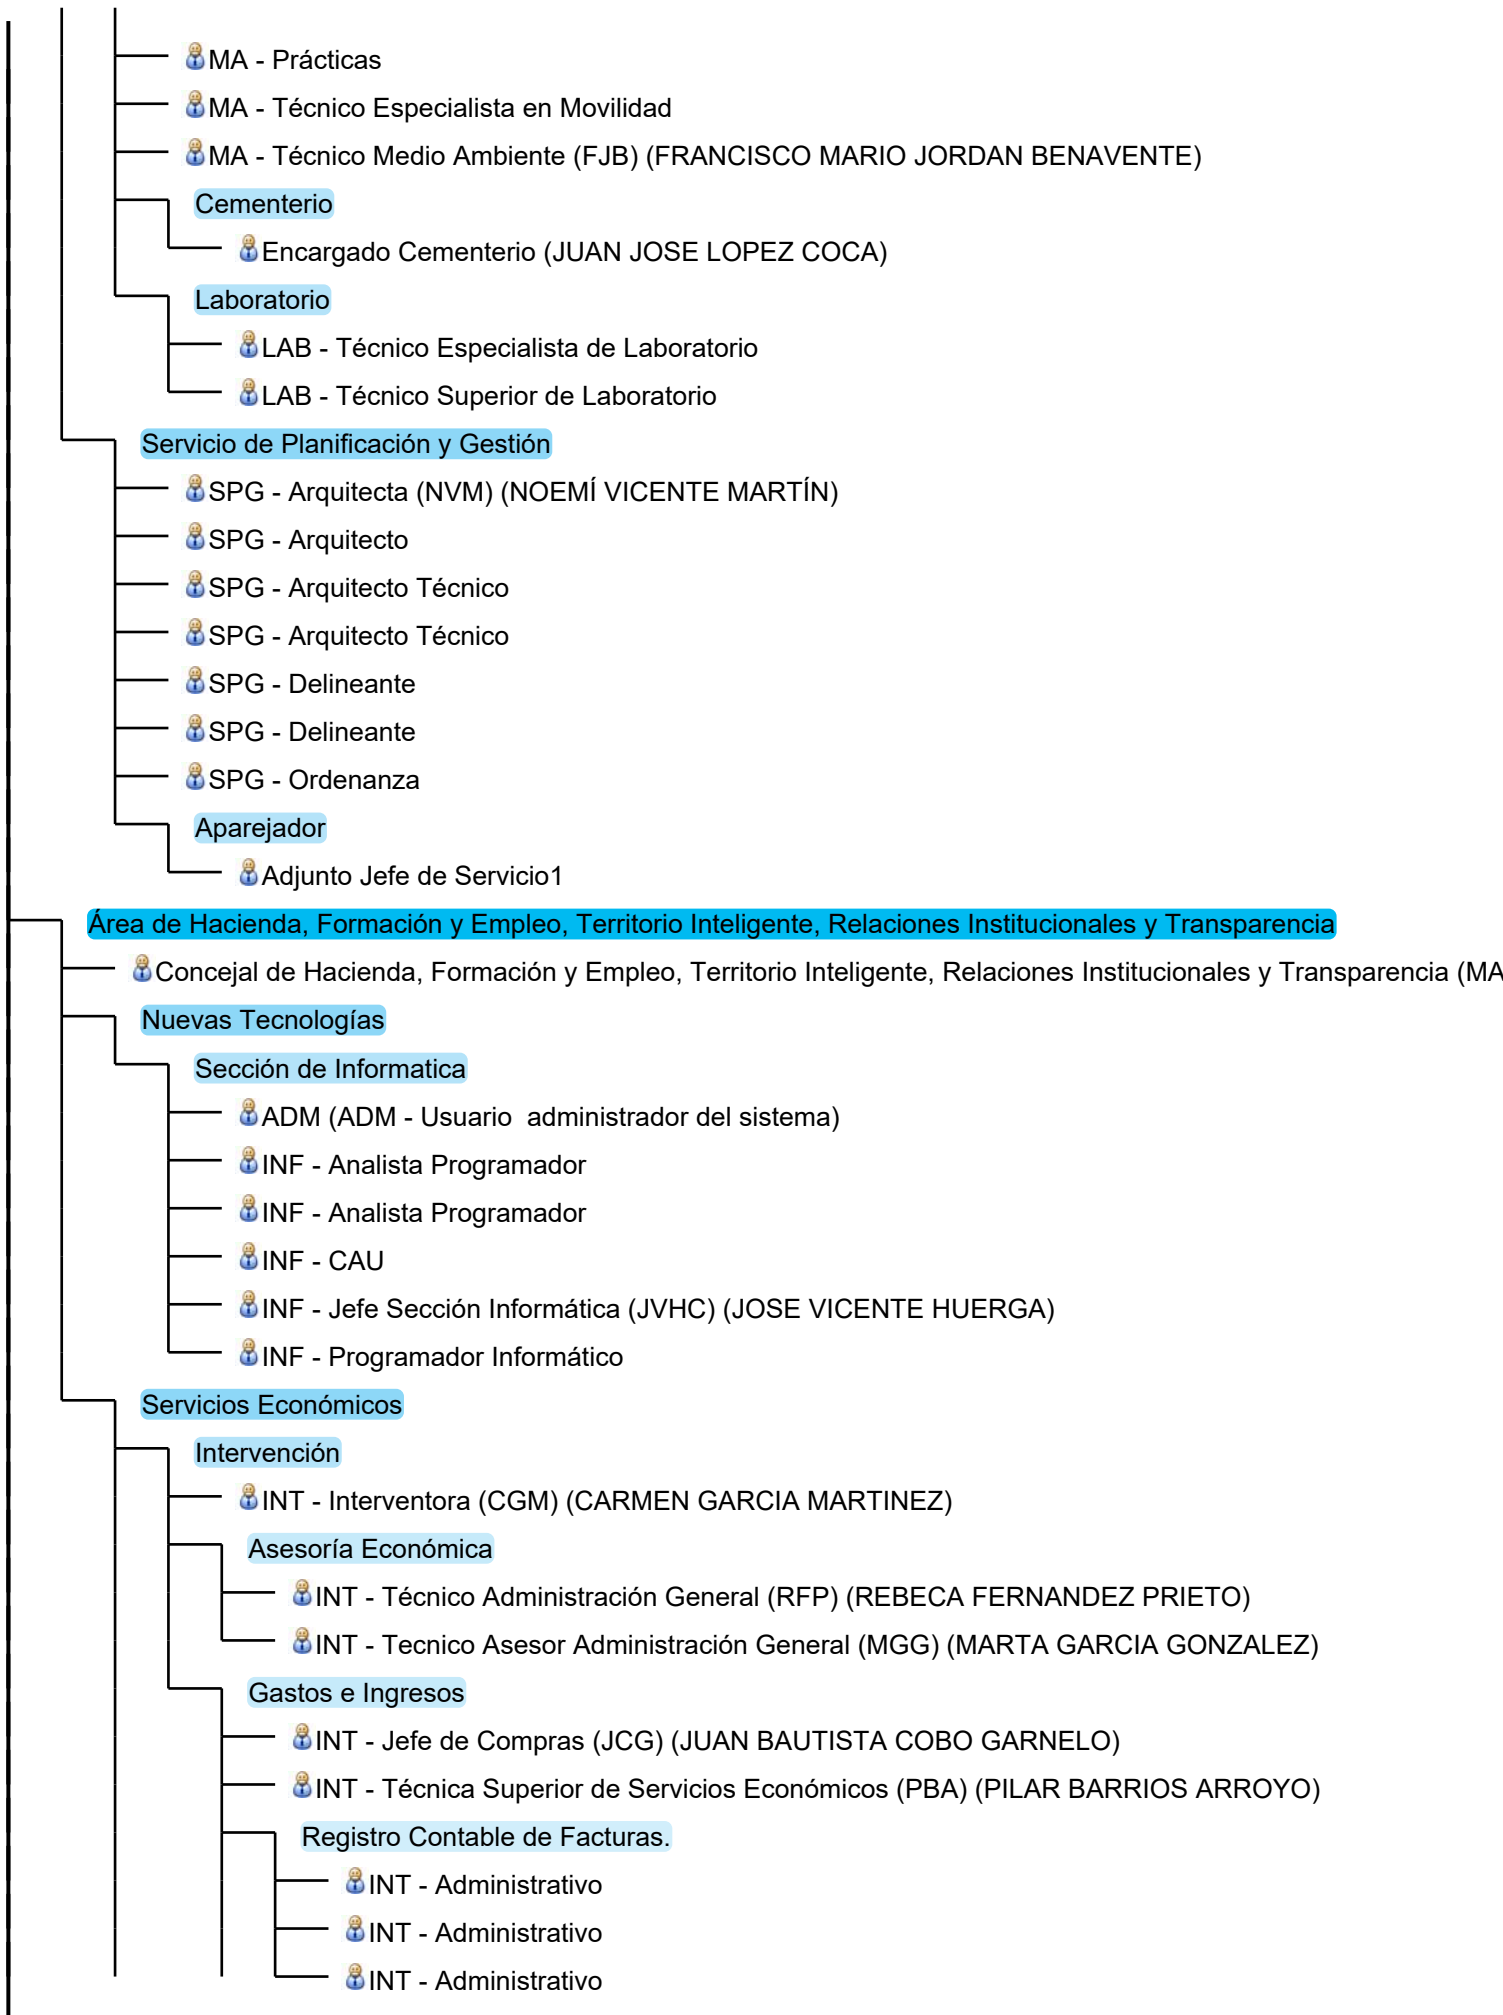 MA - Prácticas
MA - Técnico Especialista en Movilidad
MA - Técnico Medio Ambiente (FJB) (FRANCISCO MARIO JORDAN BENAVENTE)
Cementerio
Encargado Cementerio (JUAN JOSE LOPEZ COCA)
Laboratorio
LAB - Técnico Especialista de Laboratorio
LAB - Técnico Superior de Laboratorio
Servicio de Planificación y Gestión
SPG - Arquitecta (NVM) (NOEMÍ VICENTE MARTÍN)
SPG - Arquitecto
SPG - Arquitecto Técnico
SPG - Arquitecto Técnico
SPG - Delineante
SPG - Delineante
SPG - Ordenanza
Aparejador
Adjunto Jefe de Servicio1
Área de Hacienda, Formación y Empleo, Territorio Inteligente, Relaciones Institucionales y Transparencia
Concejal de Hacienda, Formación y Empleo, Territorio Inteligente, Relaciones Institucionales y Transparencia (MA
Nuevas Tecnologías
Sección de Informatica
ADM (ADM - Usuario  administrador del sistema)
INF - Analista Programador
INF - Analista Programador
INF - CAU
INF - Jefe Sección Informática (JVHC) (JOSE VICENTE HUERGA)
INF - Programador Informático
Servicios Económicos
Intervención
INT - Interventora (CGM) (CARMEN GARCIA MARTINEZ)
Asesoría Económica
INT - Técnico Administración General (RFP) (REBECA FERNANDEZ PRIETO)
INT - Tecnico Asesor Administración General (MGG) (MARTA GARCIA GONZALEZ)
Gastos e Ingresos
INT - Jefe de Compras (JCG) (JUAN BAUTISTA COBO GARNELO)
INT - Técnica Superior de Servicios Económicos (PBA) (PILAR BARRIOS ARROYO)
Registro Contable de Facturas.
INT - Administrativo
INT - Administrativo
INT - Administrativo